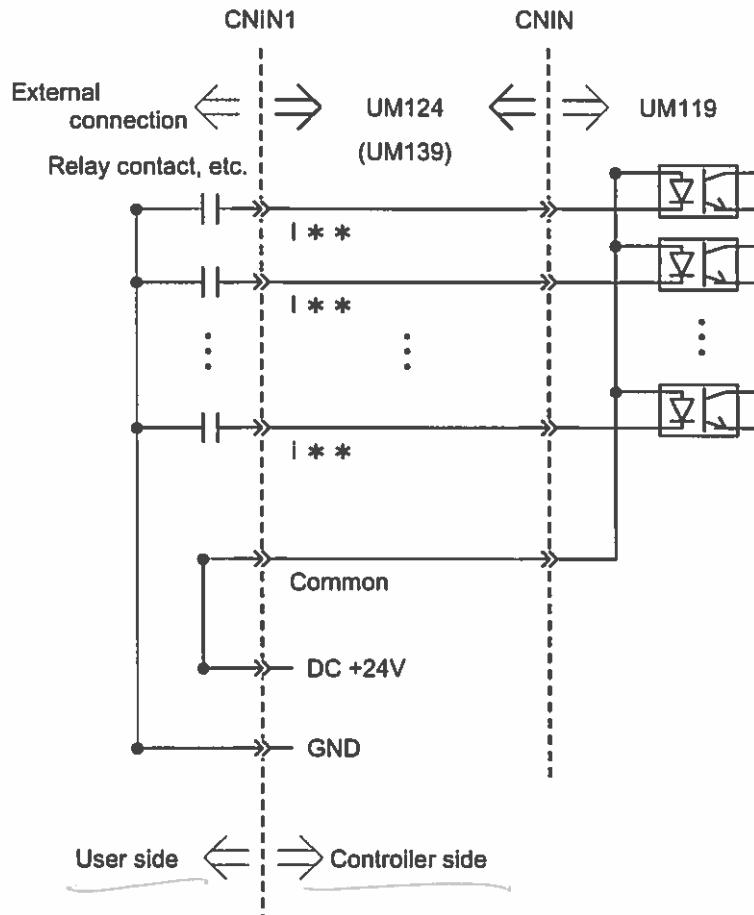 CNIN1 CNIN
External connection
UM124 UM119
(UM139)
Relay contact, etc.
I ＊＊
I ＊＊
i ＊＊
Common
DC +24V
GND
User side Controller side